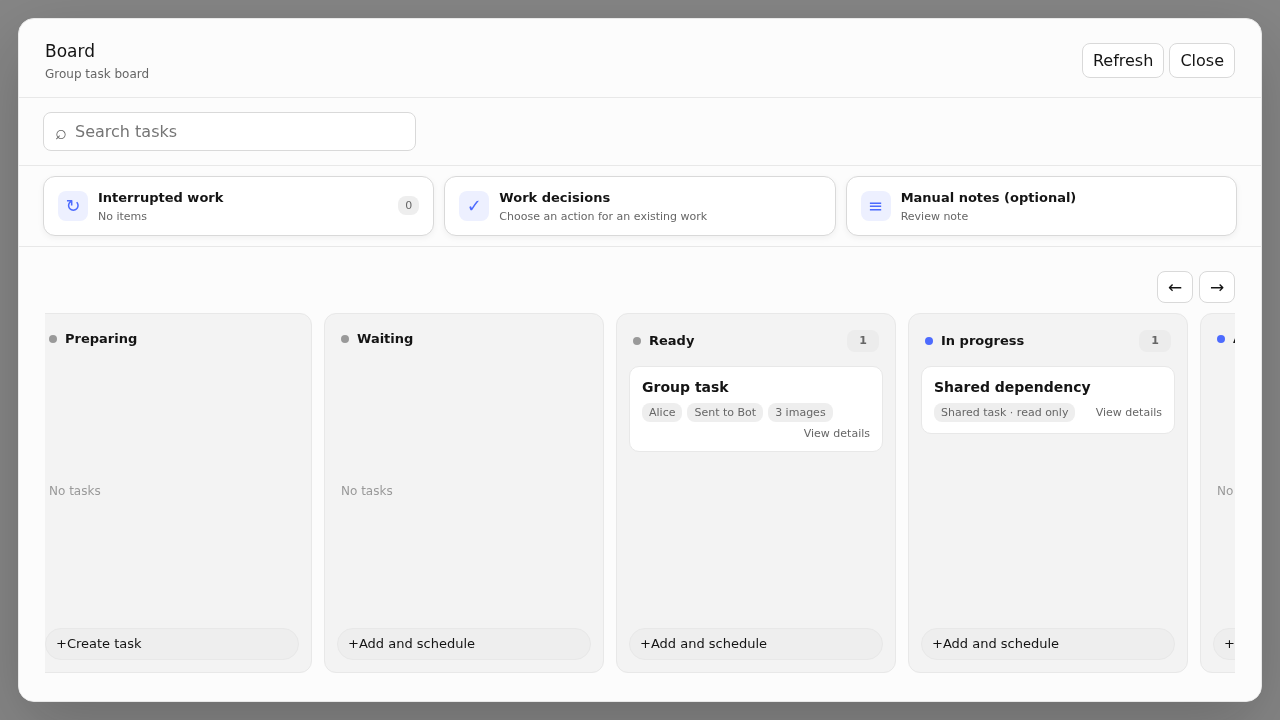 Board
Group task board
Refresh
Close
Search tasks
Interrupted work
No items
0
Work decisions
Choose an action for an existing work
Manual notes (optional)
Review note
← →
Preparing
No tasks
+Create task
Waiting
No tasks
+Add and schedule
Ready
1
Group task
Alice Sent to Bot 3 images
View details
+Add and schedule
In progress
1
Shared dependency
Shared task · read only View details
+Add and schedule
No
+